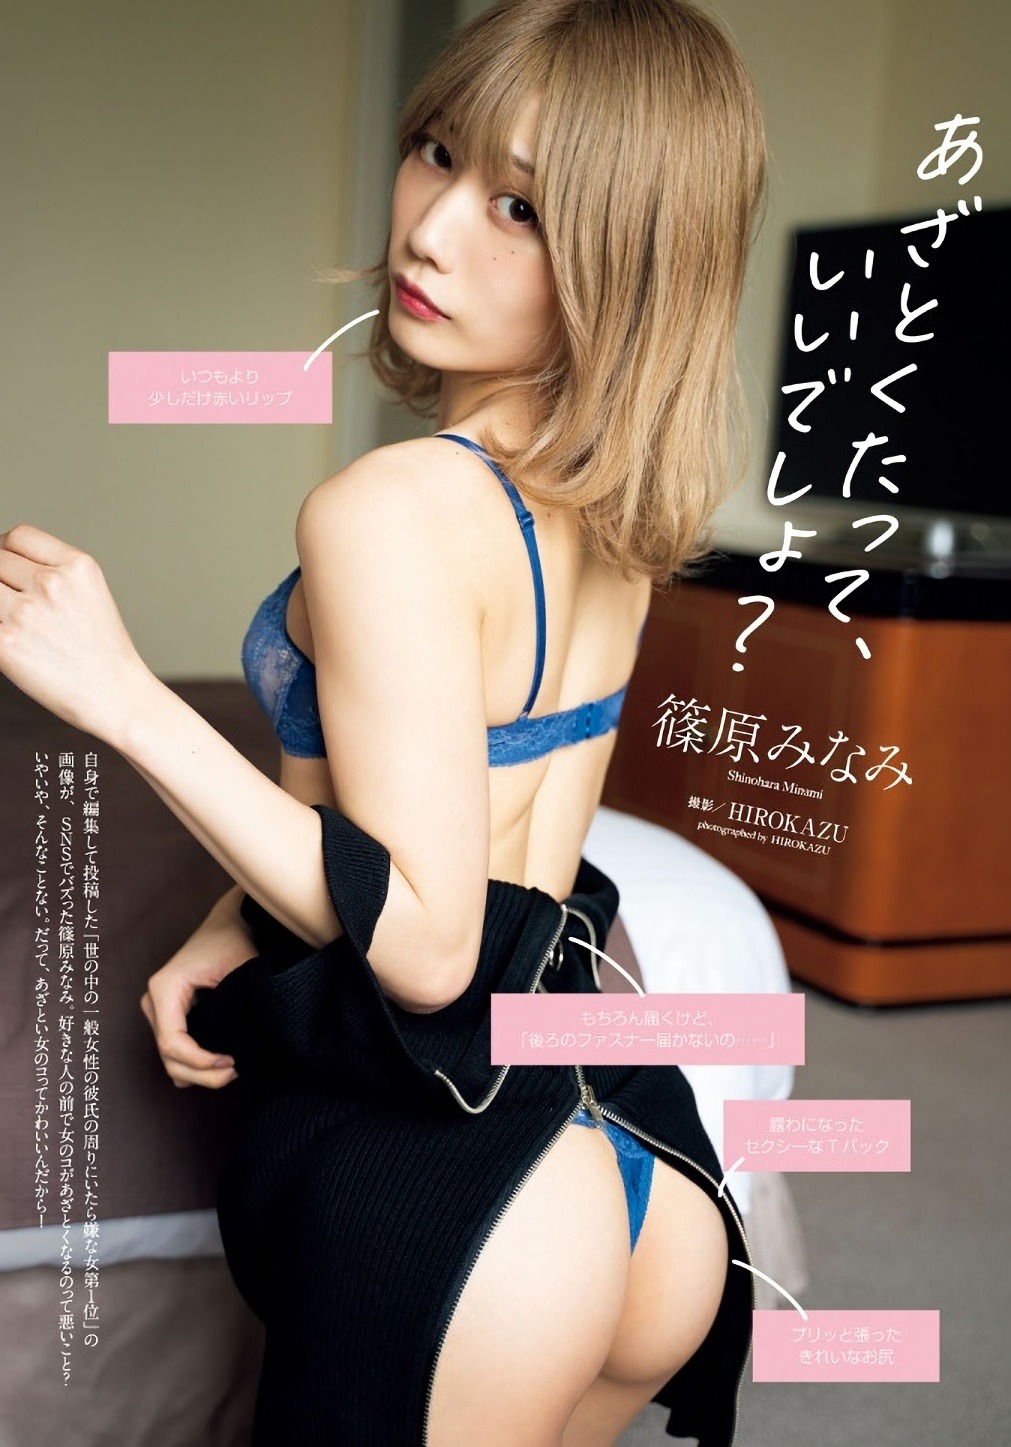 あざとくたって、
いいでしょ？
篠原みなみ
Shinohara Minami
撮影／HIROKAZU
photographed by HIROKAZU
いつもより
少しだけ赤いリップ
もちろん届くけど、
「後ろのファスナー届かないの……」
露わになった
セクシーなTバック
プリッと張った
きれいなお尻
自身で編集して投稿した「世の中の一般女性の彼氏の周りにいたら嫌な女第1位」の
画像が、SNSでバズった篠原みなみ。好きな人の前で女のコがあざとくなるのって悪いこと？
いやいや、そんなことない。だって、あざとい女のコってかわいいんだから！